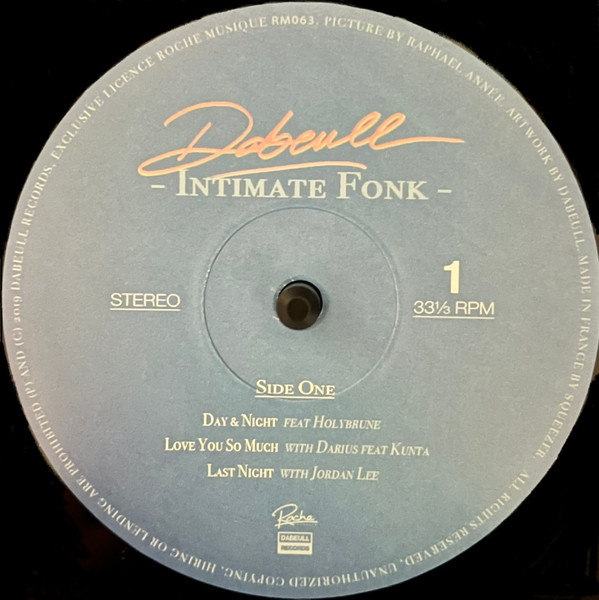 Dabeull
- INTIMATE FONK -
STEREO
1
33⅓ RPM
SIDE ONE
DAY & NIGHT FEAT HOLYBRUNE
LOVE YOU SO MUCH WITH DARIUS FEAT KUNTA
LAST NIGHT WITH JORDAN LEE
Roche
DABEULL
RECORDS
(P) AND (C) 2019 DABEULL RECORDS, EXCLUSIVE LICENCE ROCHE MUSIQUE RM063. PICTURE BY RAPHAEL ANNÉE. ARTWORK BY DABEULL. MADE IN FRANCE BY SQUEEZER. ALL RIGHTS RESERVED, UNAUTHORIZED COPYING, HIRING OR LENDING ARE PROHIBITED